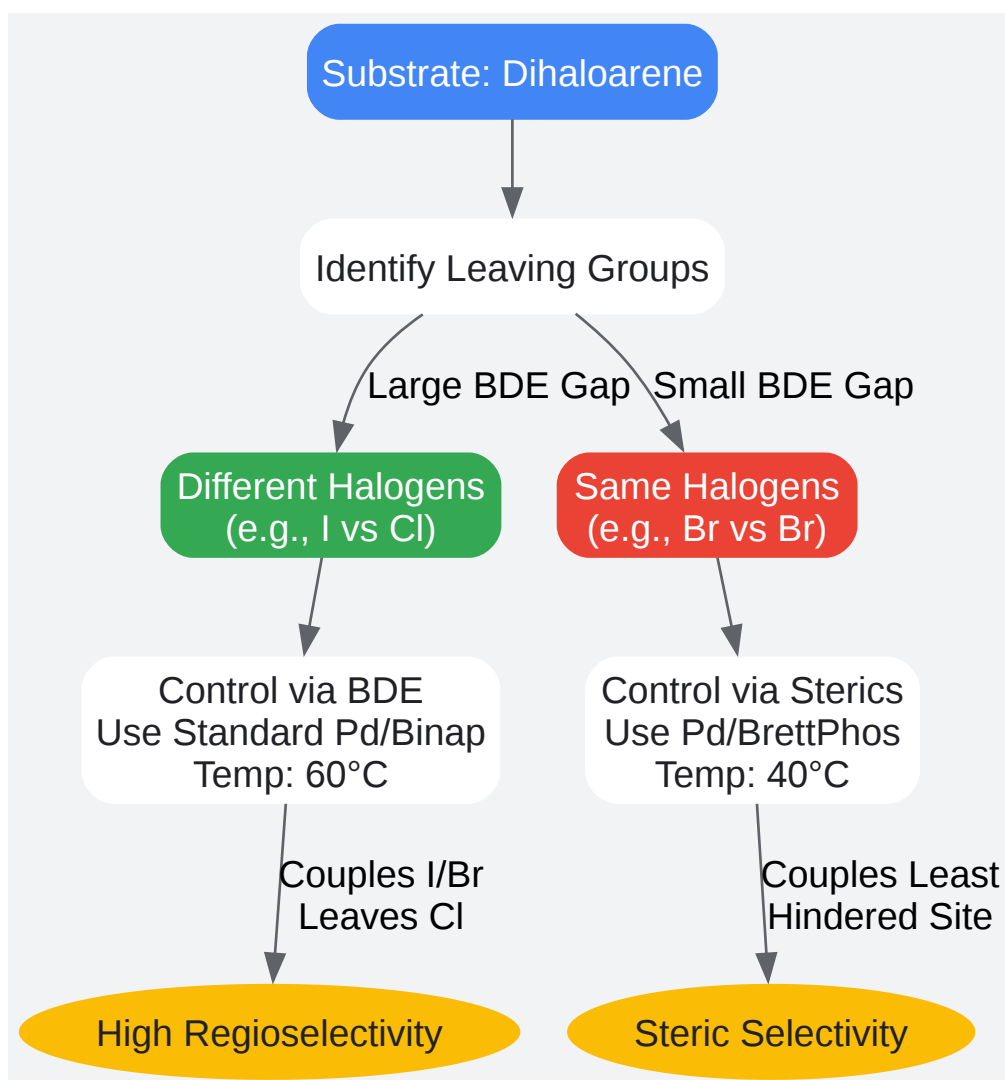 Substrate: Dihaloarene
Identify Leaving Groups
Large BDE Gap
Small BDE Gap
Different Halogens
(e.g., I vs Cl)
Same Halogens
(e.g., Br vs Br)
Control via BDE
Use Standard Pd/Binap
Temp: 60°C
Control via Sterics
Use Pd/BrettPhos
Temp: 40°C
Couples I/Br
Leaves Cl
Couples Least
Hindered Site
High Regioselectivity
Steric Selectivity